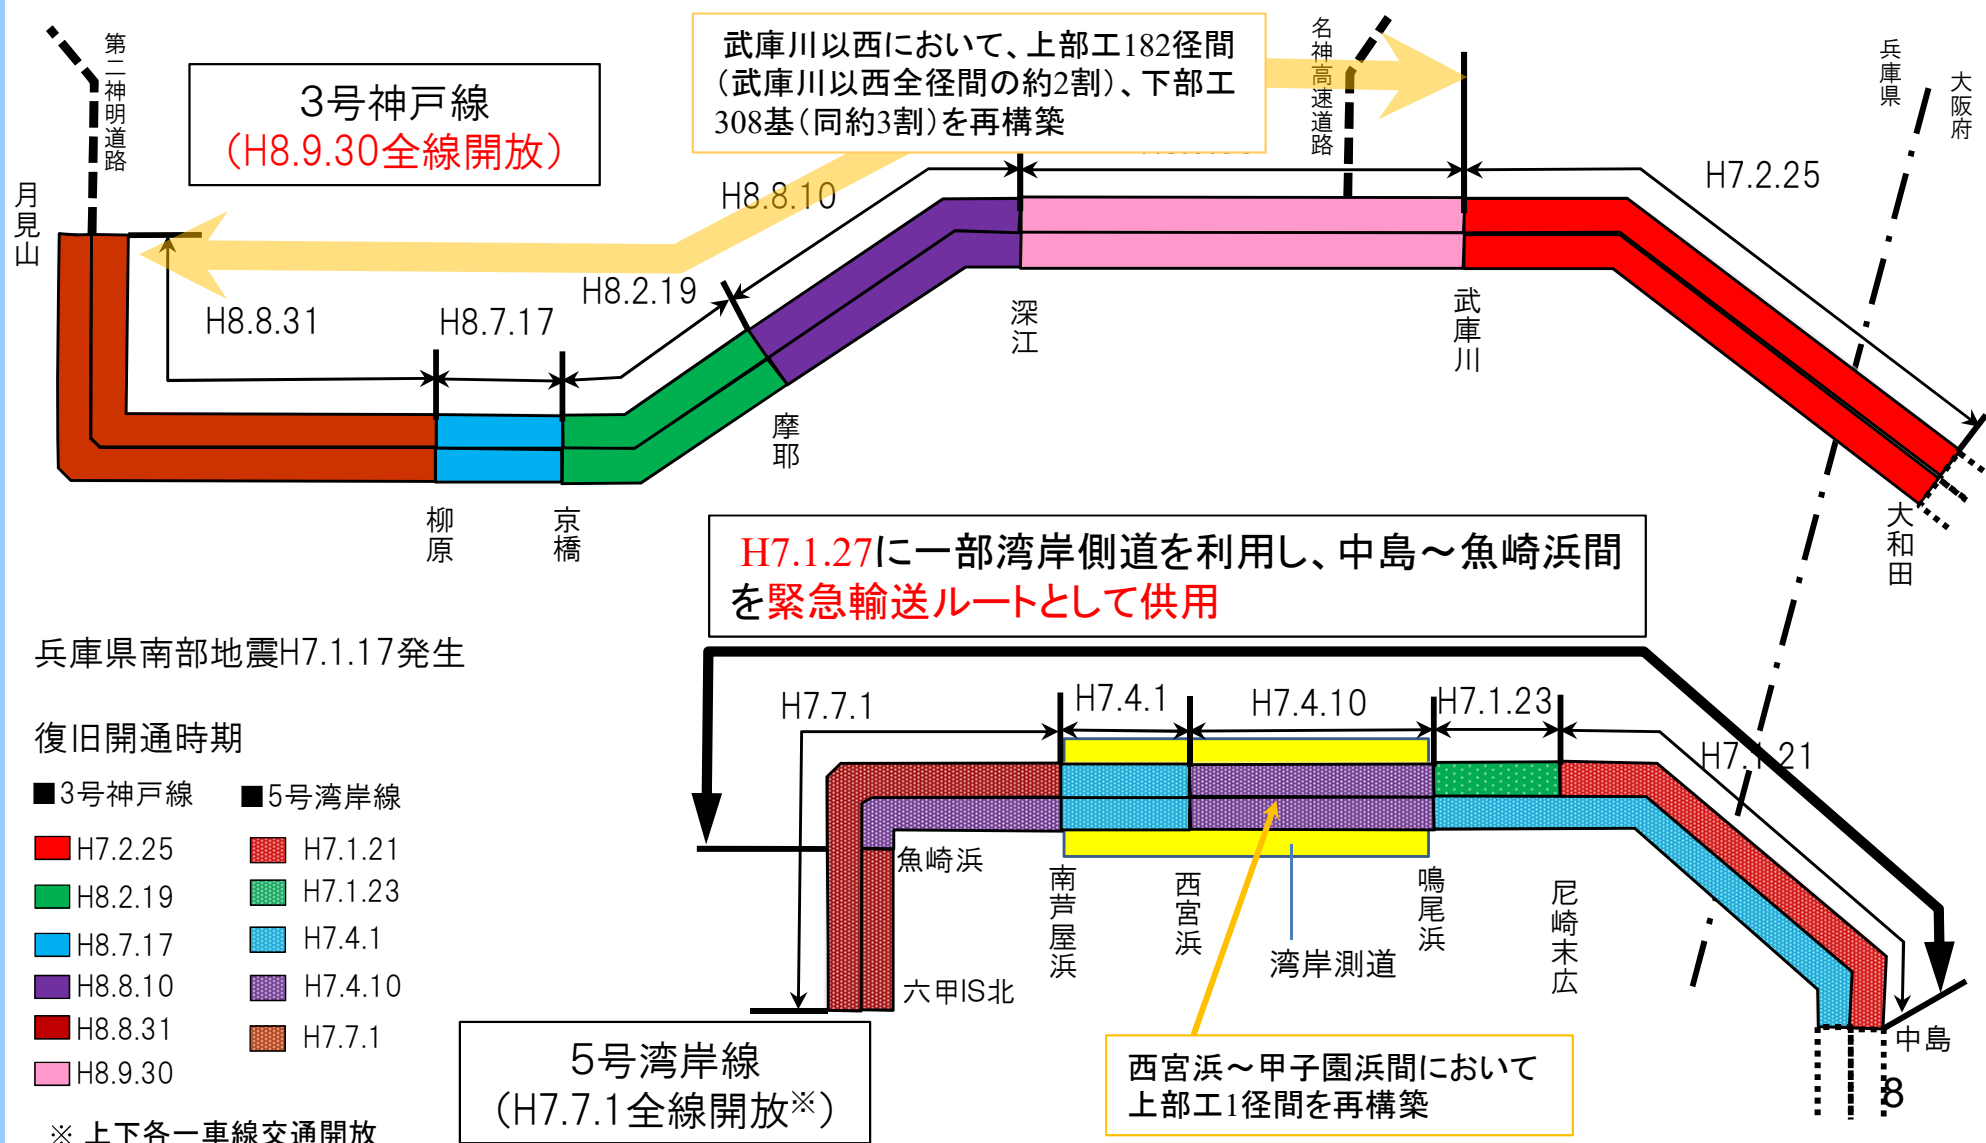 第二神明道路
月見山
3号神戸線
(H8.9.30全線開放)
武庫川以西において、上部工182径間
(武庫川以西全径間の約2割)、下部工
308基(同約3割)を再構築
名神高速道路
兵庫県
大阪府
H8.8.10
H7.2.25
H8.2.19
H8.8.31
H8.7.17
深江
武庫川
摩耶
柳原
京橋
大和田
H7.1.27に一部湾岸側道を利用し、中島~魚崎浜間
を緊急輸送ルートとして供用
兵庫県南部地震H7.1.17発生
復旧開通時期
■3号神戸線
H7.2.25
H8.2.19
H8.7.17
H8.8.10
H8.8.31
H8.9.30
■5号湾岸線
H7.1.21
H7.1.23
H7.4.1
H7.4.10
H7.7.1
※ 上下各一車線交通開放
H7.7.1
H7.4.1
H7.4.10
H7.1.23
H7.1.21
魚崎浜
南芦屋浜
西宮浜
鳴尾浜
尼崎末広
湾岸測道
六甲IS北
中島
5号湾岸線
(H7.7.1全線開放※)
西宮浜~甲子園浜間において
上部工1径間を再構築
8